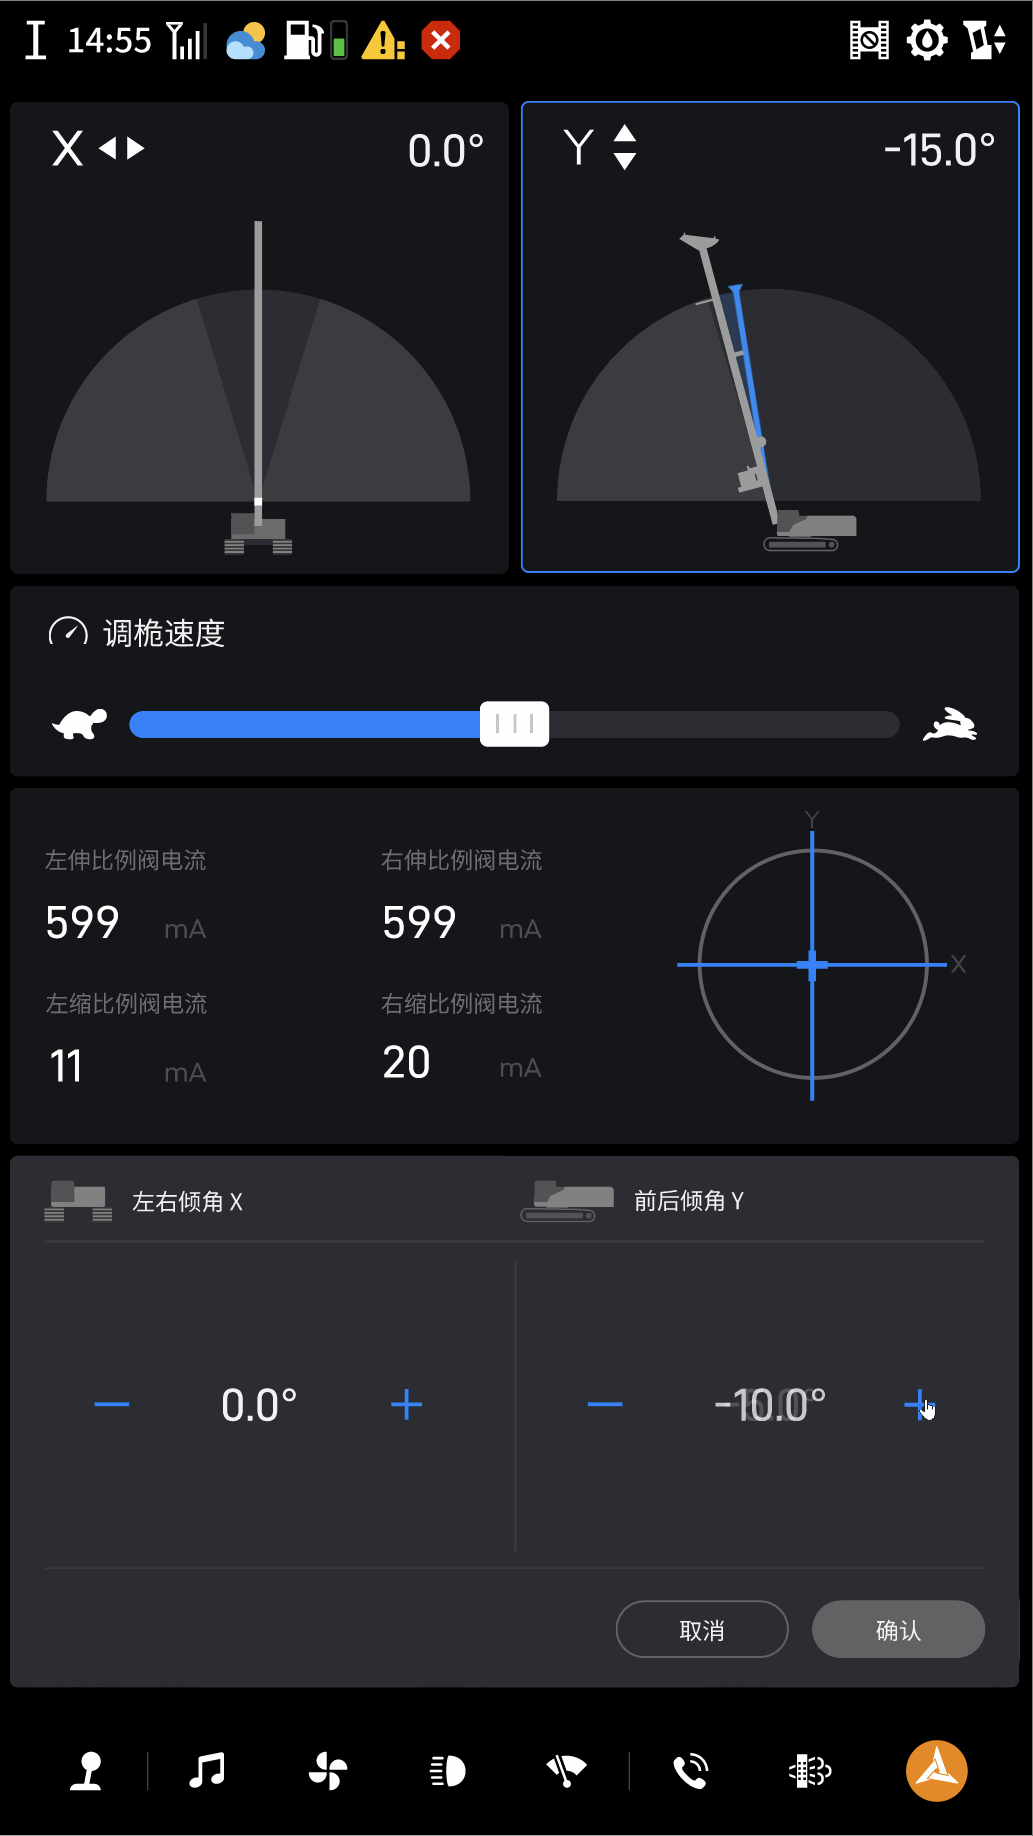 14:55
X 0.0°
Y -15.0°
调桅速度
左伸比例阀电流 右伸比例阀电流
599 mA 599 mA
左缩比例阀电流 右缩比例阀电流
11 mA 20 mA
Y
X
左右倾角 X 前后倾角 Y
0.0° -10.0°
取消 确认